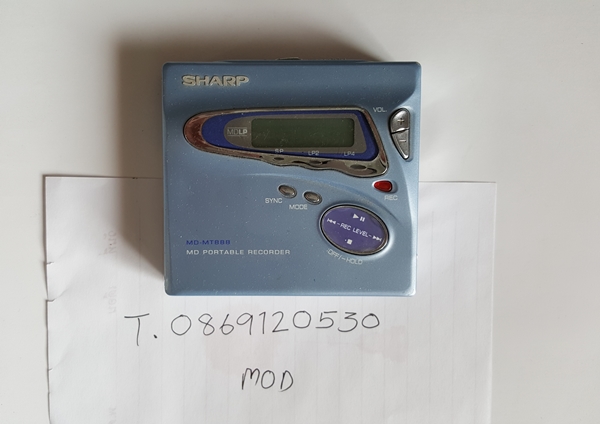 SHARP
VOL.
MDLP
SP LP2 LP4
REC
SYNC
MODE
REC LEVEL
MD-MT888
MD PORTABLE RECORDER
·OFF/—HOLD
T. 0869120530
MOD